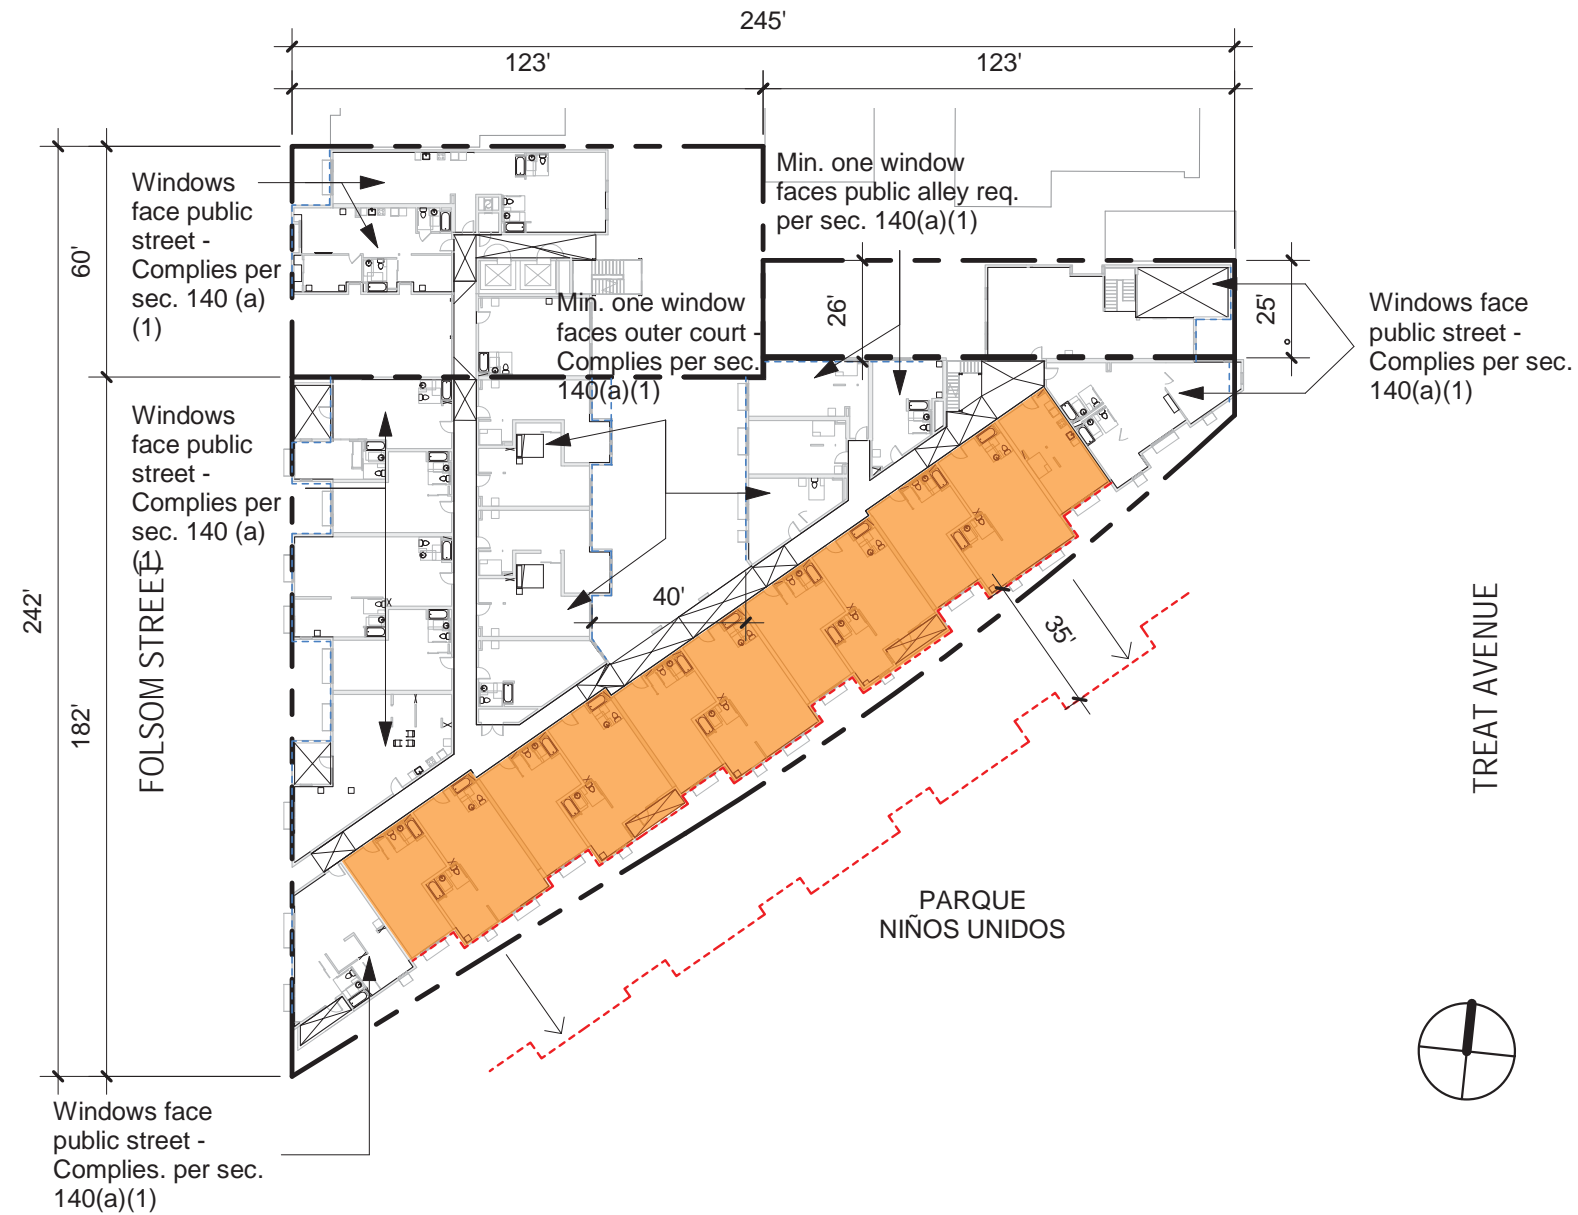 245'
123'
123'
Windows
face public
street -
Complies per
sec. 140 (a)
(1)
Min. one window
faces public alley req.
per sec. 140(a)(1)
60'
Min. one window
faces outer court -
Complies per sec.
140(a)(1)
26'
25'
Windows face
public street -
Complies per sec.
140(a)(1)
Windows
face public
street -
Complies per
sec. 140 (a)
(1)
242'
182'
FOLSOM STREET
40'
35'
TREAT AVENUE
PARQUE
NIÑOS UNIDOS
Windows face
public street -
Complies. per sec.
140(a)(1)